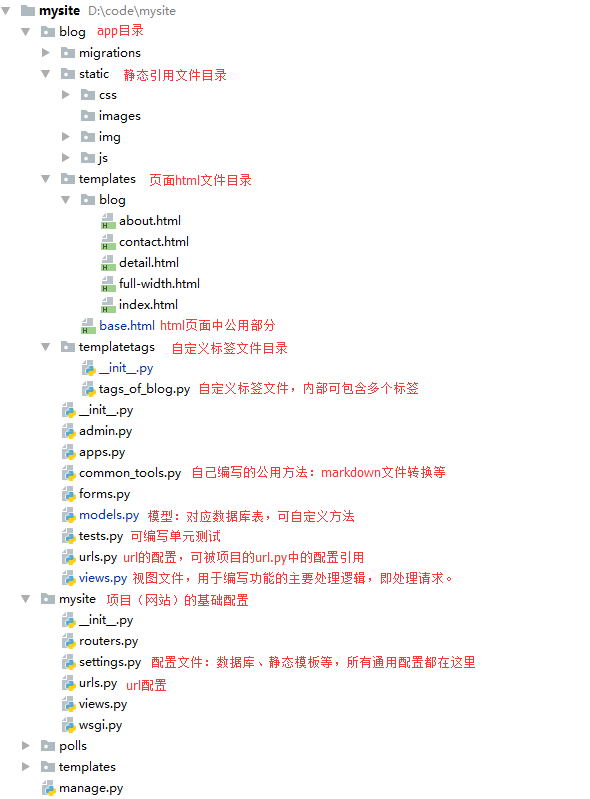 mysite D:\code\mysite
blog app目录
migrations
static 静态引用文件目录
css
images
img
js
templates 页面html文件目录
blog
about.html
contact.html
detail.html
full-width.html
index.html
base.html html页面中公用部分
templatetags 自定义标签文件目录
__init__.py
tags_of_blog.py 自定义标签文件，内部可包含多个标签
__init__.py
admin.py
apps.py
common_tools.py 自己编写的公用方法：markdown文件转换等
forms.py
models.py 模型：对应数据库表，可自定义方法
tests.py 可编写单元测试
urls.py url的配置，可被项目的url.py中的配置引用
views.py 视图文件，用于编写功能的主要处理逻辑，即处理请求。
mysite 项目（网站）的基础配置
__init__.py
routers.py
settings.py 配置文件：数据库、静态模板等，所有通用配置都在这里
urls.py url配置
views.py
wsgi.py
polls
templates
manage.py